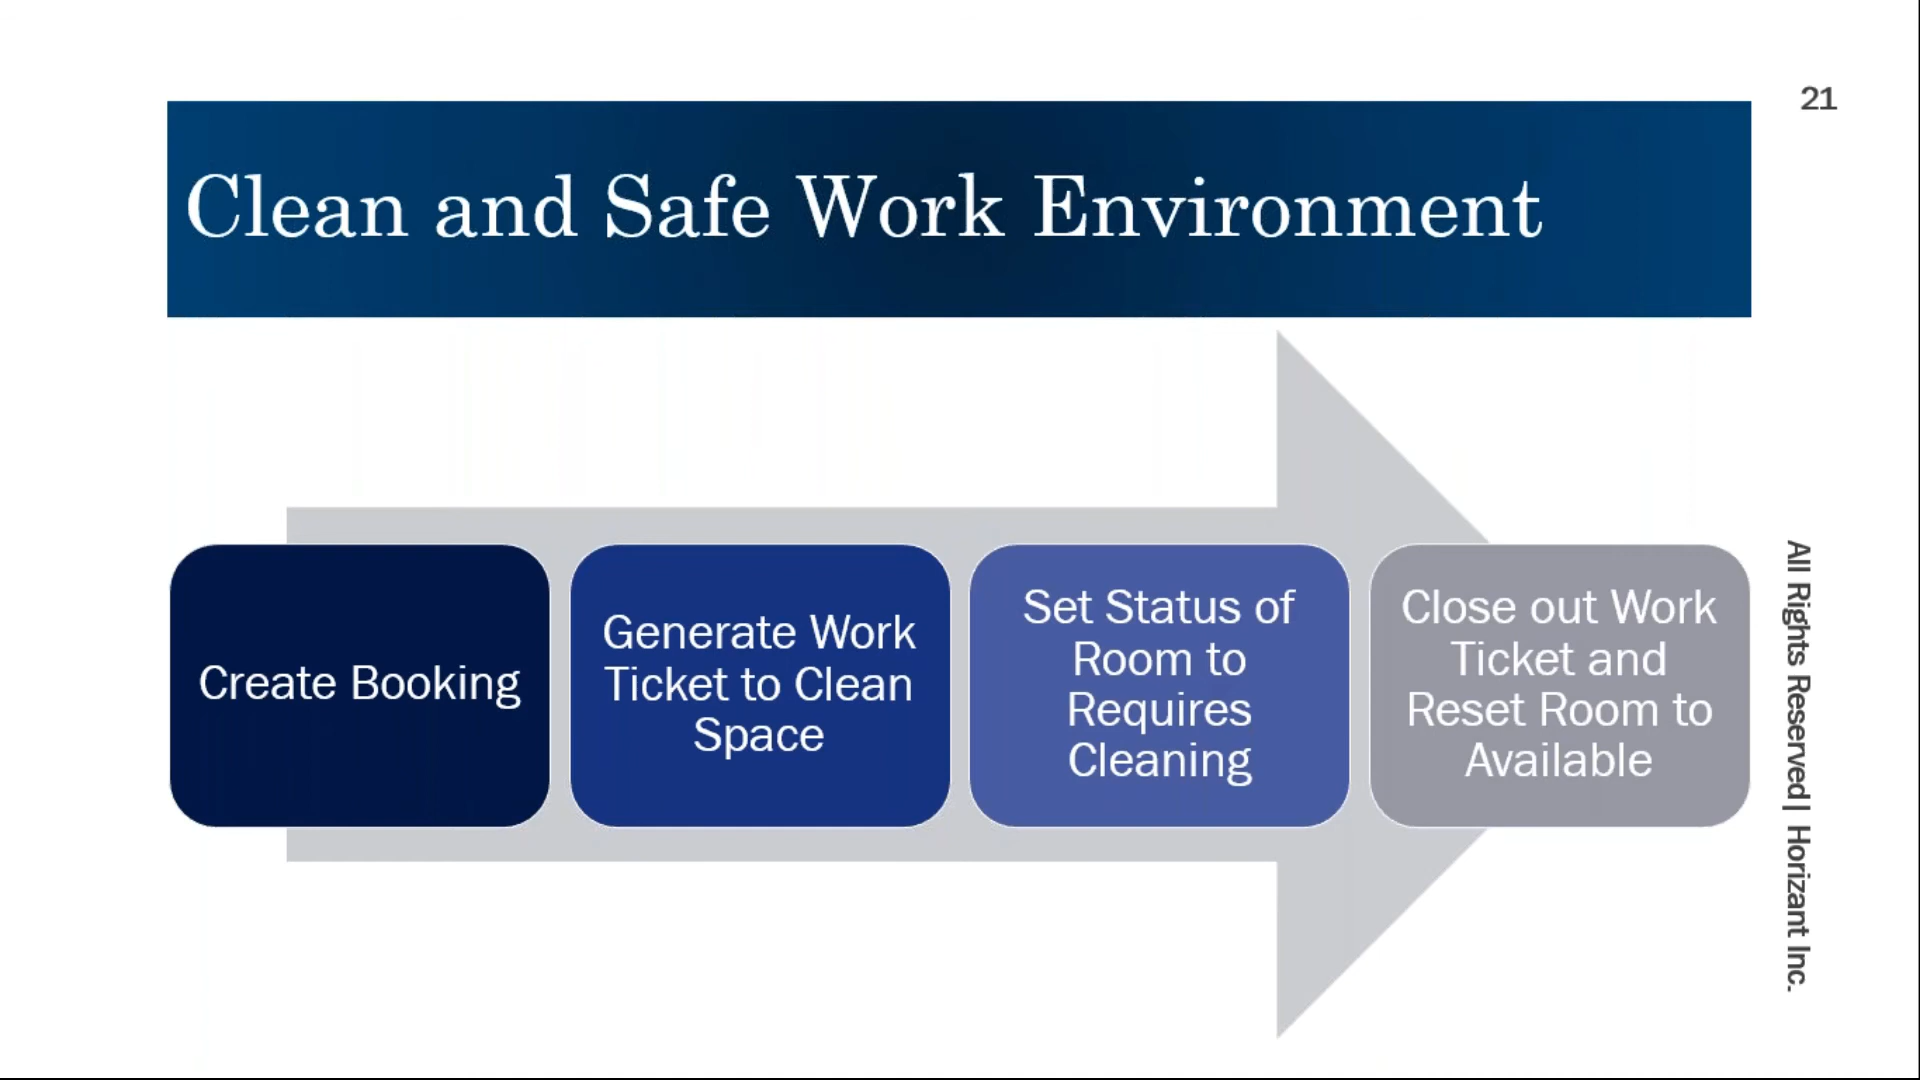 21
Clean and Safe Work Environment
Create Booking
Generate Work
Ticket to Clean
Space
Set Status of
Room to
Requires
Cleaning
Close out Work
Ticket and
Reset Room to
Available
All Rights Reserved| Horizant Inc.